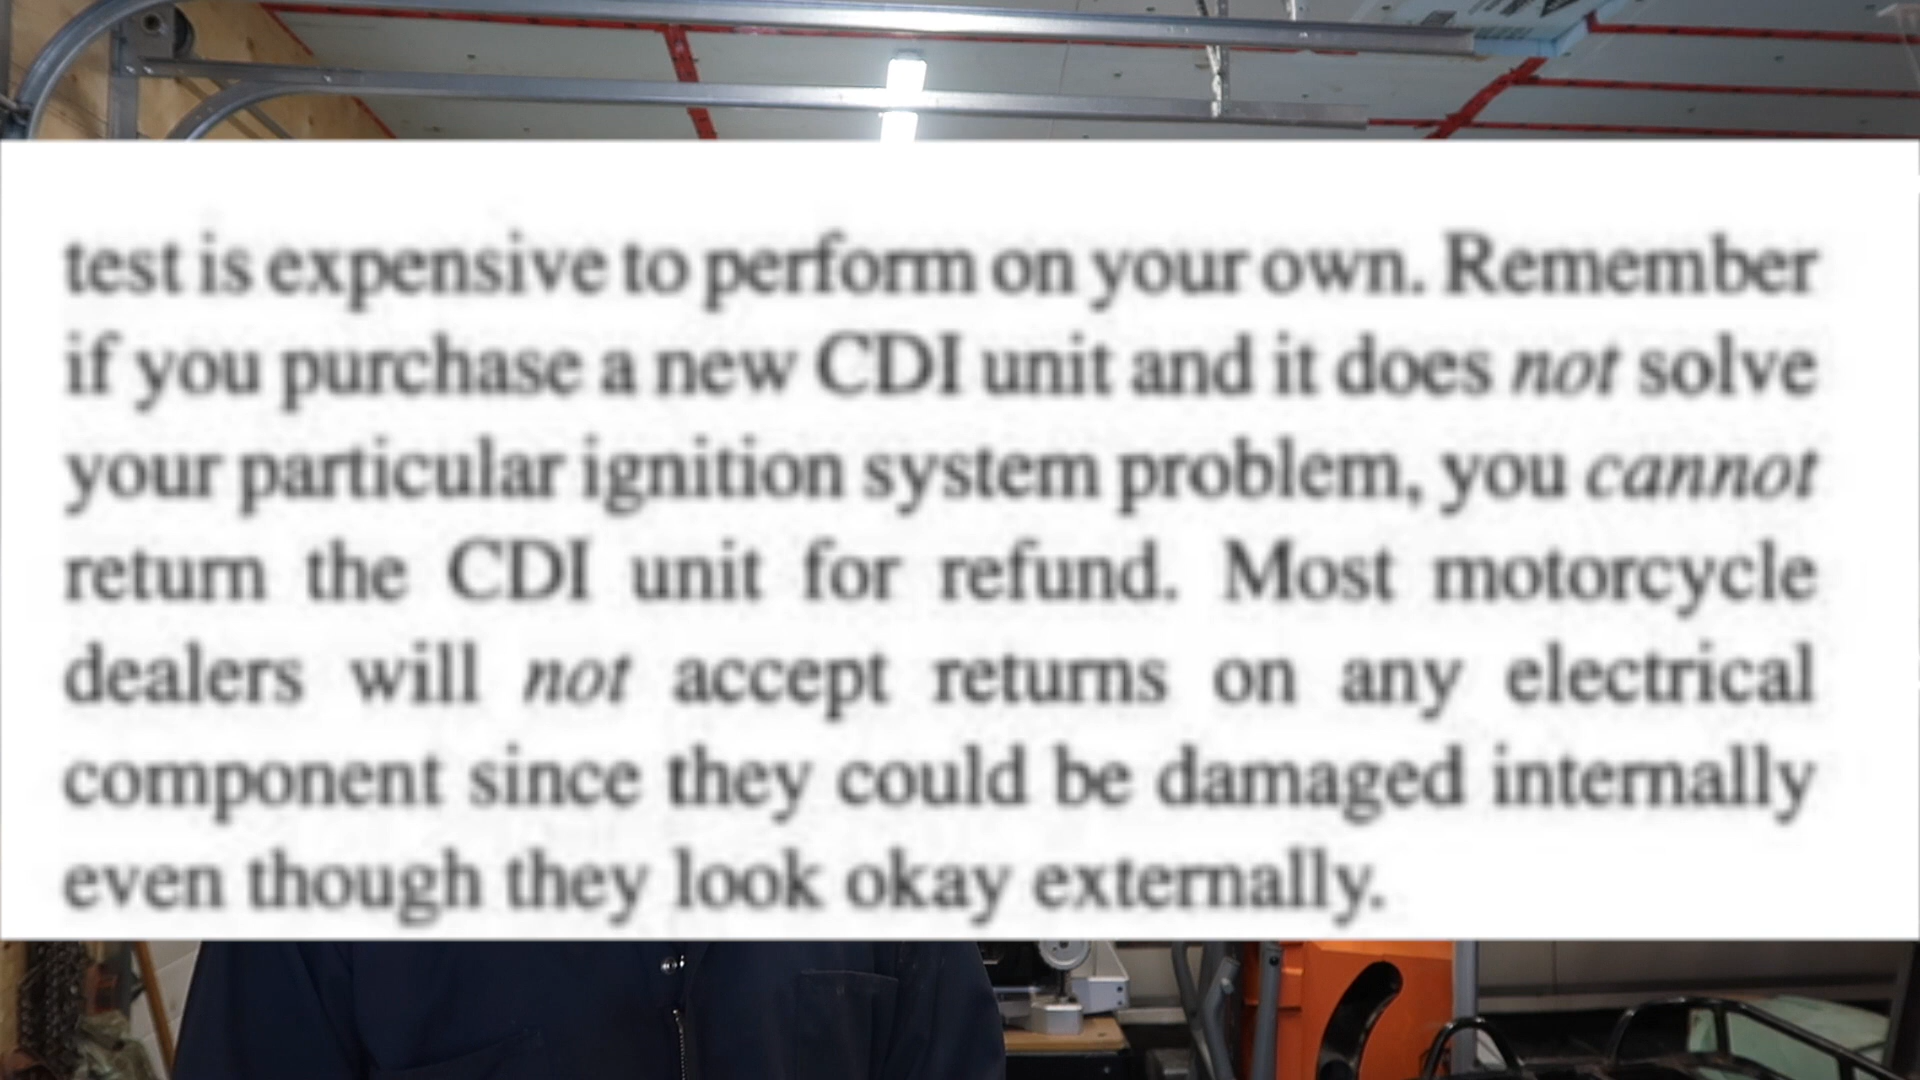 test is expensive to perform on your own. Remember
if you purchase a new CDI unit and it does not solve
your particular ignition system problem, you cannot
return the CDI unit for refund. Most motorcycle
dealers will not accept returns on any electrical
component since they could be damaged internally
even though they look okay externally.